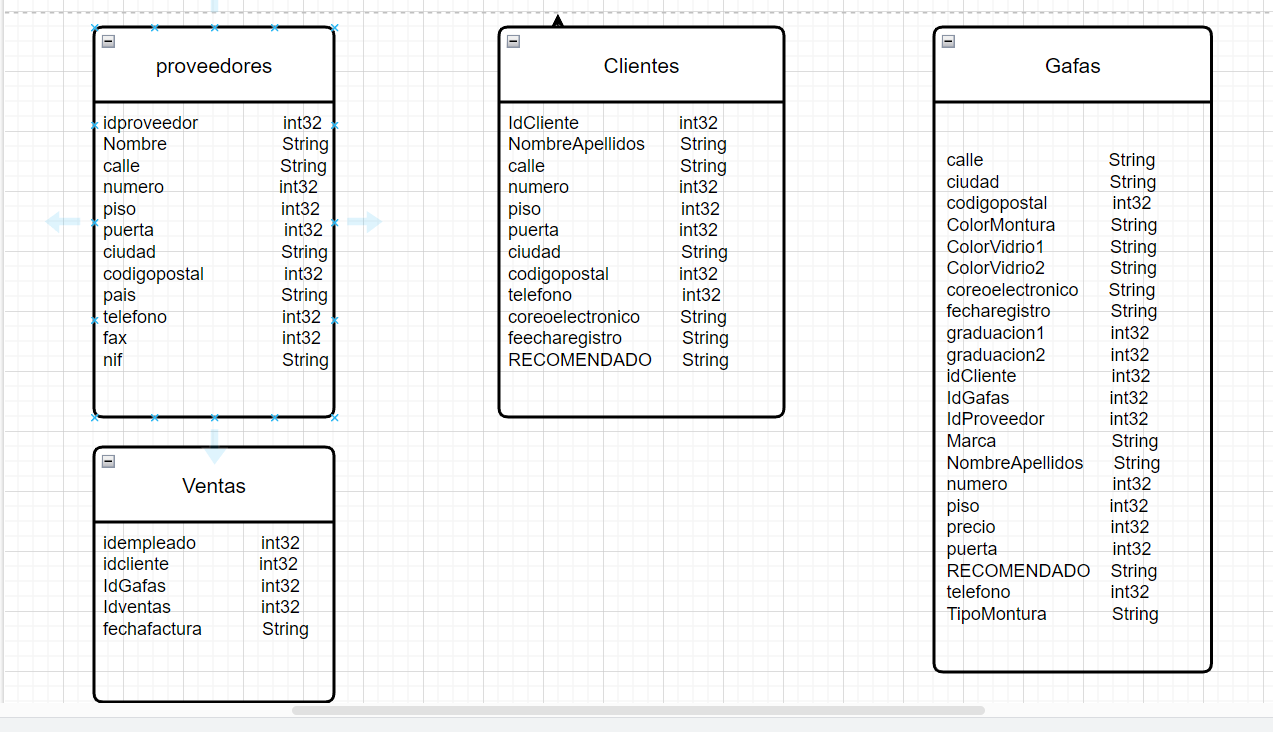 proveedores
idproveedor int32
Nombre String
calle String
numero int32
piso int32
puerta int32
ciudad String
codigopostal int32
pais String
telefono int32
fax int32
nif String
Clientes
IdCliente int32
NombreApellidos String
calle String
numero int32
piso int32
puerta int32
ciudad String
codigopostal int32
telefono int32
coreoelectronico String
feecharegistro String
RECOMENDADO String
Gafas
calle String
ciudad String
codigopostal int32
ColorMontura String
ColorVidrio1 String
ColorVidrio2 String
coreoelectronico String
fecharegistro String
graduacion1 int32
graduacion2 int32
idCliente int32
IdGafas int32
IdProveedor int32
Marca String
NombreApellidos String
numero int32
piso int32
precio int32
puerta int32
RECOMENDADO String
telefono int32
TipoMontura String
Ventas
idempleado int32
idcliente int32
IdGafas int32
Idventas int32
fechafactura String